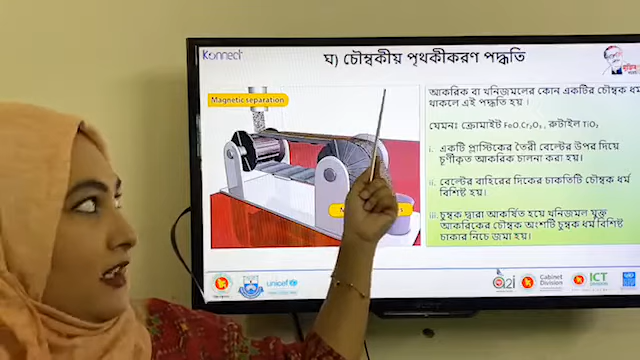 Konnect
ঘ) চৌম্বকীয় পৃথকীকরণ পদ্ধতি
Magnetic separation
আকরিক বা খনিজমলের কোন একটির চৌম্বক ধর্ম
থাকলে এই পদ্ধতি হয় ।
যেমনঃ ক্রোমাইট FeO.Cr₂O₃ , রুটাইল TiO₂
i. একটি প্লাস্টিকের তৈরী বেল্টের উপর দিয়ে
চূর্ণীকৃত আকরিক চালনা করা হয়।
ii. বেল্টের বাহিরের দিকের চাকতিটি চৌম্বক ধর্ম
বিশিষ্ট হয়।
iii. চুম্বক দ্বারা আকর্ষিত হয়ে খনিজমল যুক্ত
আকরিকের চৌম্বক অংশটি চুম্বক ধর্ম বিশিষ্ট
চাকার নিচে জমা হয়।
unicef
a2i
Cabinet
Division
ICT